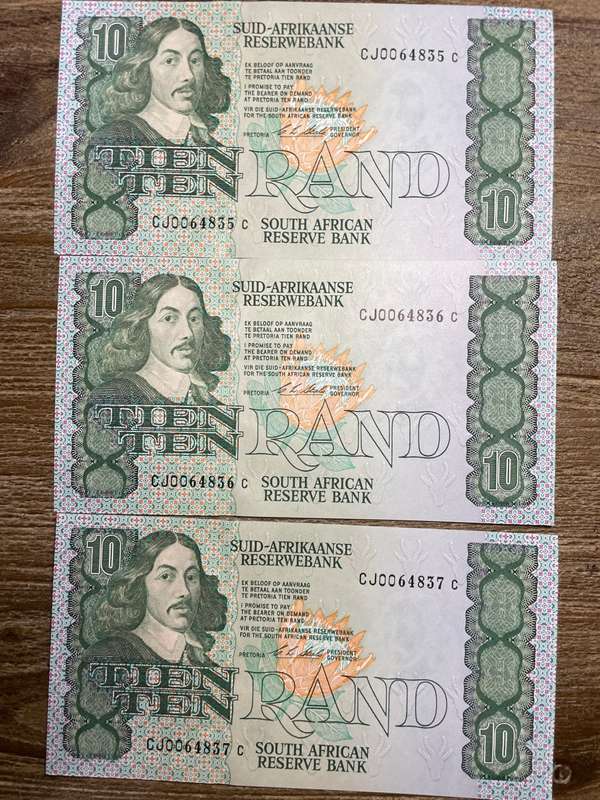 10
SUID-AFRIKAANSE
RESERWEBANK
CJ0064835 C
EK BELOOF OP AANVRAAG
TE BETAAL AAN TOONDER
TE PRETORIA TIEN RAND
I PROMISE TO PAY
THE BEARER ON DEMAND
AT PRETORIA TEN RAND
VIR DIE SUID-AFRIKAANSE RESERWEBANK
FOR THE SOUTH AFRICAN RESERVE BANK
PRETORIA
PRESIDENT
GOVERNOR
TIEN
TEN RAND
10
CJ0064835 C
SOUTH AFRICAN
RESERVE BANK
10
SUID-AFRIKAANSE
RESERWEBANK
CJ0064836 C
EK BELOOF OP AANVRAAG
TE BETAAL AAN TOONDER
TE PRETORIA TIEN RAND
I PROMISE TO PAY
THE BEARER ON DEMAND
AT PRETORIA TEN RAND
VIR DIE SUID-AFRIKAANSE RESERWEBANK
FOR THE SOUTH AFRICAN RESERVE BANK
PRETORIA
PRESIDENT
GOVERNOR
TIEN
TEN RAND
10
CJ0064836 C
SOUTH AFRICAN
RESERVE BANK
10
SUID-AFRIKAANSE
RESERWEBANK
CJ0064837 C
EK BELOOF OP AANVRAAG
TE BETAAL AAN TOONDER
TE PRETORIA TIEN RAND
I PROMISE TO PAY
THE BEARER ON DEMAND
AT PRETORIA TEN RAND
VIR DIE SUID-AFRIKAANSE RESERWEBANK
FOR THE SOUTH AFRICAN RESERVE BANK
PRETORIA
PRESIDENT
GOVERNOR
TIEN
TEN RAND
10
CJ0064837 C
SOUTH AFRICAN
RESERVE BANK